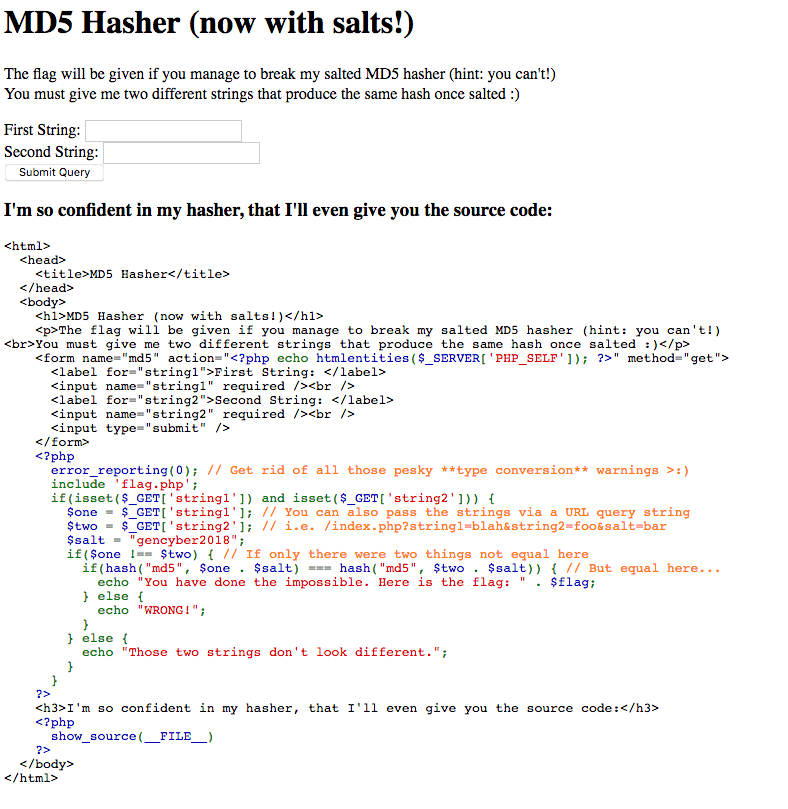 MD5 Hasher (now with salts!)
The flag will be given if you manage to break my salted MD5 hasher (hint: you can't!)
You must give me two different strings that produce the same hash once salted :)
First String:
Second String:
Submit Query
I'm so confident in my hasher, that I'll even give you the source code:
<html>
  <head>
    <title>MD5 Hasher</title>
  </head>
  <body>
    <h1>MD5 Hasher (now with salts!)</h1>
    <p>The flag will be given if you manage to break my salted MD5 hasher (hint: you can't!)
<br>You must give me two different strings that produce the same hash once salted :)</p>
    <form name="md5" action="<?php echo htmlentities($_SERVER['PHP_SELF']); ?>" method="get">
      <label for="string1">First String: </label>
      <input name="string1" required /><br />
      <label for="string2">Second String: </label>
      <input name="string2" required /><br />
      <input type="submit" />
    </form>
    <?php
      error_reporting(0); // Get rid of all those pesky **type conversion** warnings >:)
      include 'flag.php';
      if(isset($_GET['string1']) and isset($_GET['string2'])) {
        $one = $_GET['string1']; // You can also pass the strings via a URL query string
        $two = $_GET['string2']; // i.e. /index.php?string1=blah&string2=foo&salt=bar
        $salt = "gencyber2018";
        if($one !== $two) { // If only there were two things not equal here
          if(hash("md5", $one . $salt) === hash("md5", $two . $salt)) { // But equal here...
            echo "You have done the impossible. Here is the flag: " . $flag;
          } else {
            echo "WRONG!";
          }
        } else {
          echo "Those two strings don't look different.";
        }
      }
    ?>
    <h3>I'm so confident in my hasher, that I'll even give you the source code:</h3>
    <?php
      show_source(__FILE__)
    ?>
  </body>
</html>